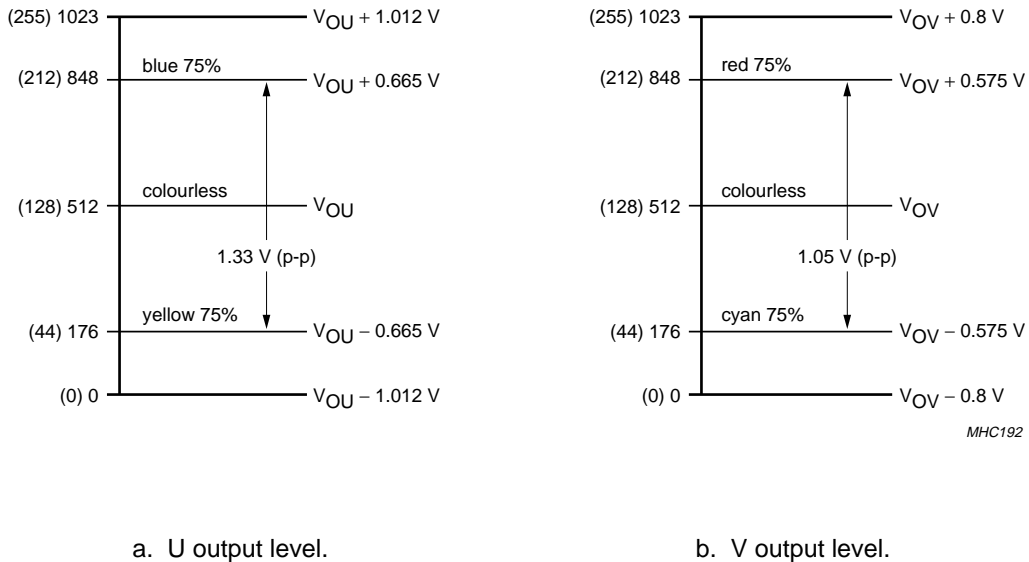 (255) 1023
V_OU + 1.012 V
blue 75%
(212) 848
V_OU + 0.665 V
colourless
(128) 512
V_OU
1.33 V (p-p)
yellow 75%
(44) 176
V_OU − 0.665 V
(0) 0
V_OU − 1.012 V
(255) 1023
V_OV + 0.8 V
red 75%
(212) 848
V_OV + 0.575 V
colourless
(128) 512
V_OV
1.05 V (p-p)
cyan 75%
(44) 176
V_OV − 0.575 V
(0) 0
V_OV − 0.8 V
MHC192
a. U output level.
b. V output level.